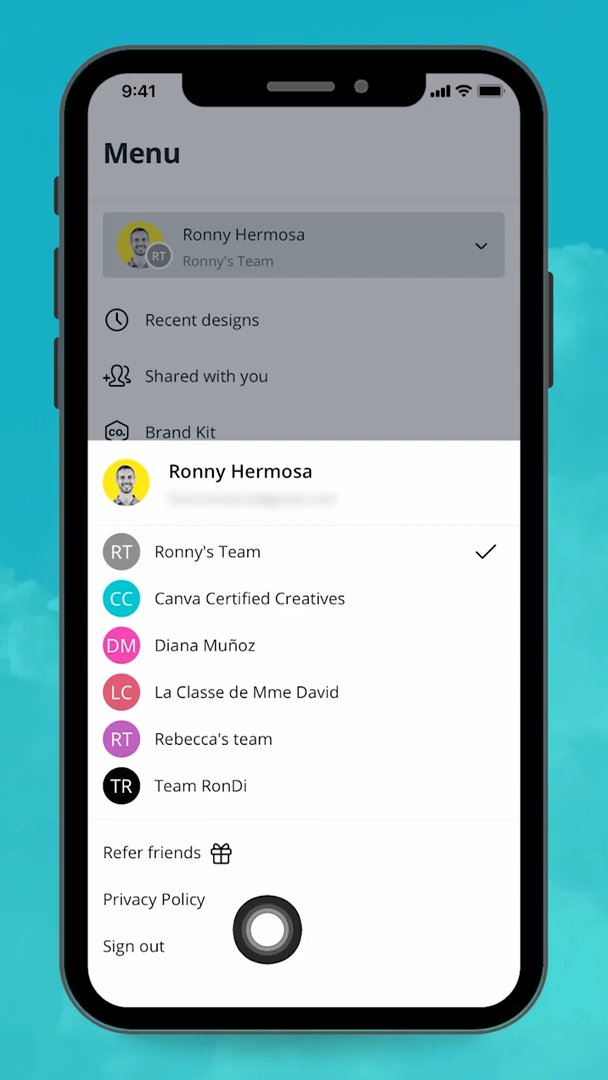 9:41
Menu
Ronny Hermosa
RT
Ronny's Team
Recent designs
Shared with you
co.
Brand Kit
Ronny Hermosa
RT Ronny's Team
CC Canva Certified Creatives
DM Diana Muñoz
LC La Classe de Mme David
RT Rebecca's team
TR Team RonDi
Refer friends
Privacy Policy
Sign out